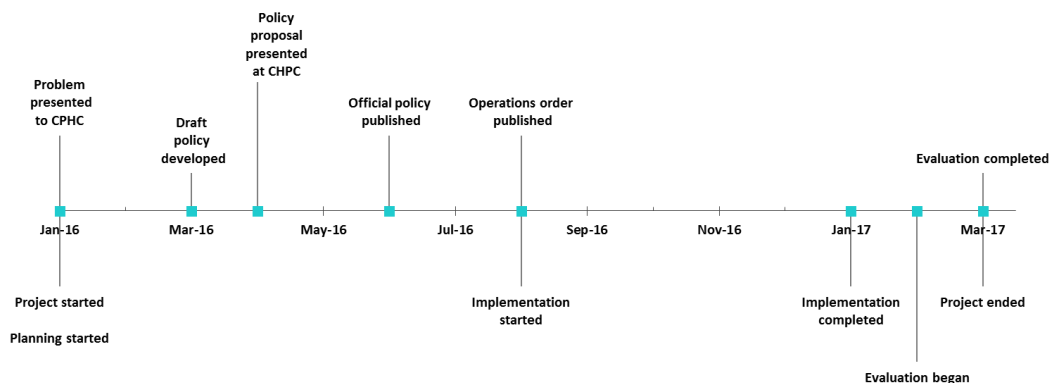 Policy
proposal
presented
at CHPC
Problem
presented
to CPHC
Draft
policy
developed
Official policy
published
Operations order
published
Evaluation completed
Jan-16
Mar-16
May-16
Jul-16
Sep-16
Nov-16
Jan-17
Mar-17
Project started
Planning started
Implementation
started
Implementation
completed
Project ended
Evaluation began